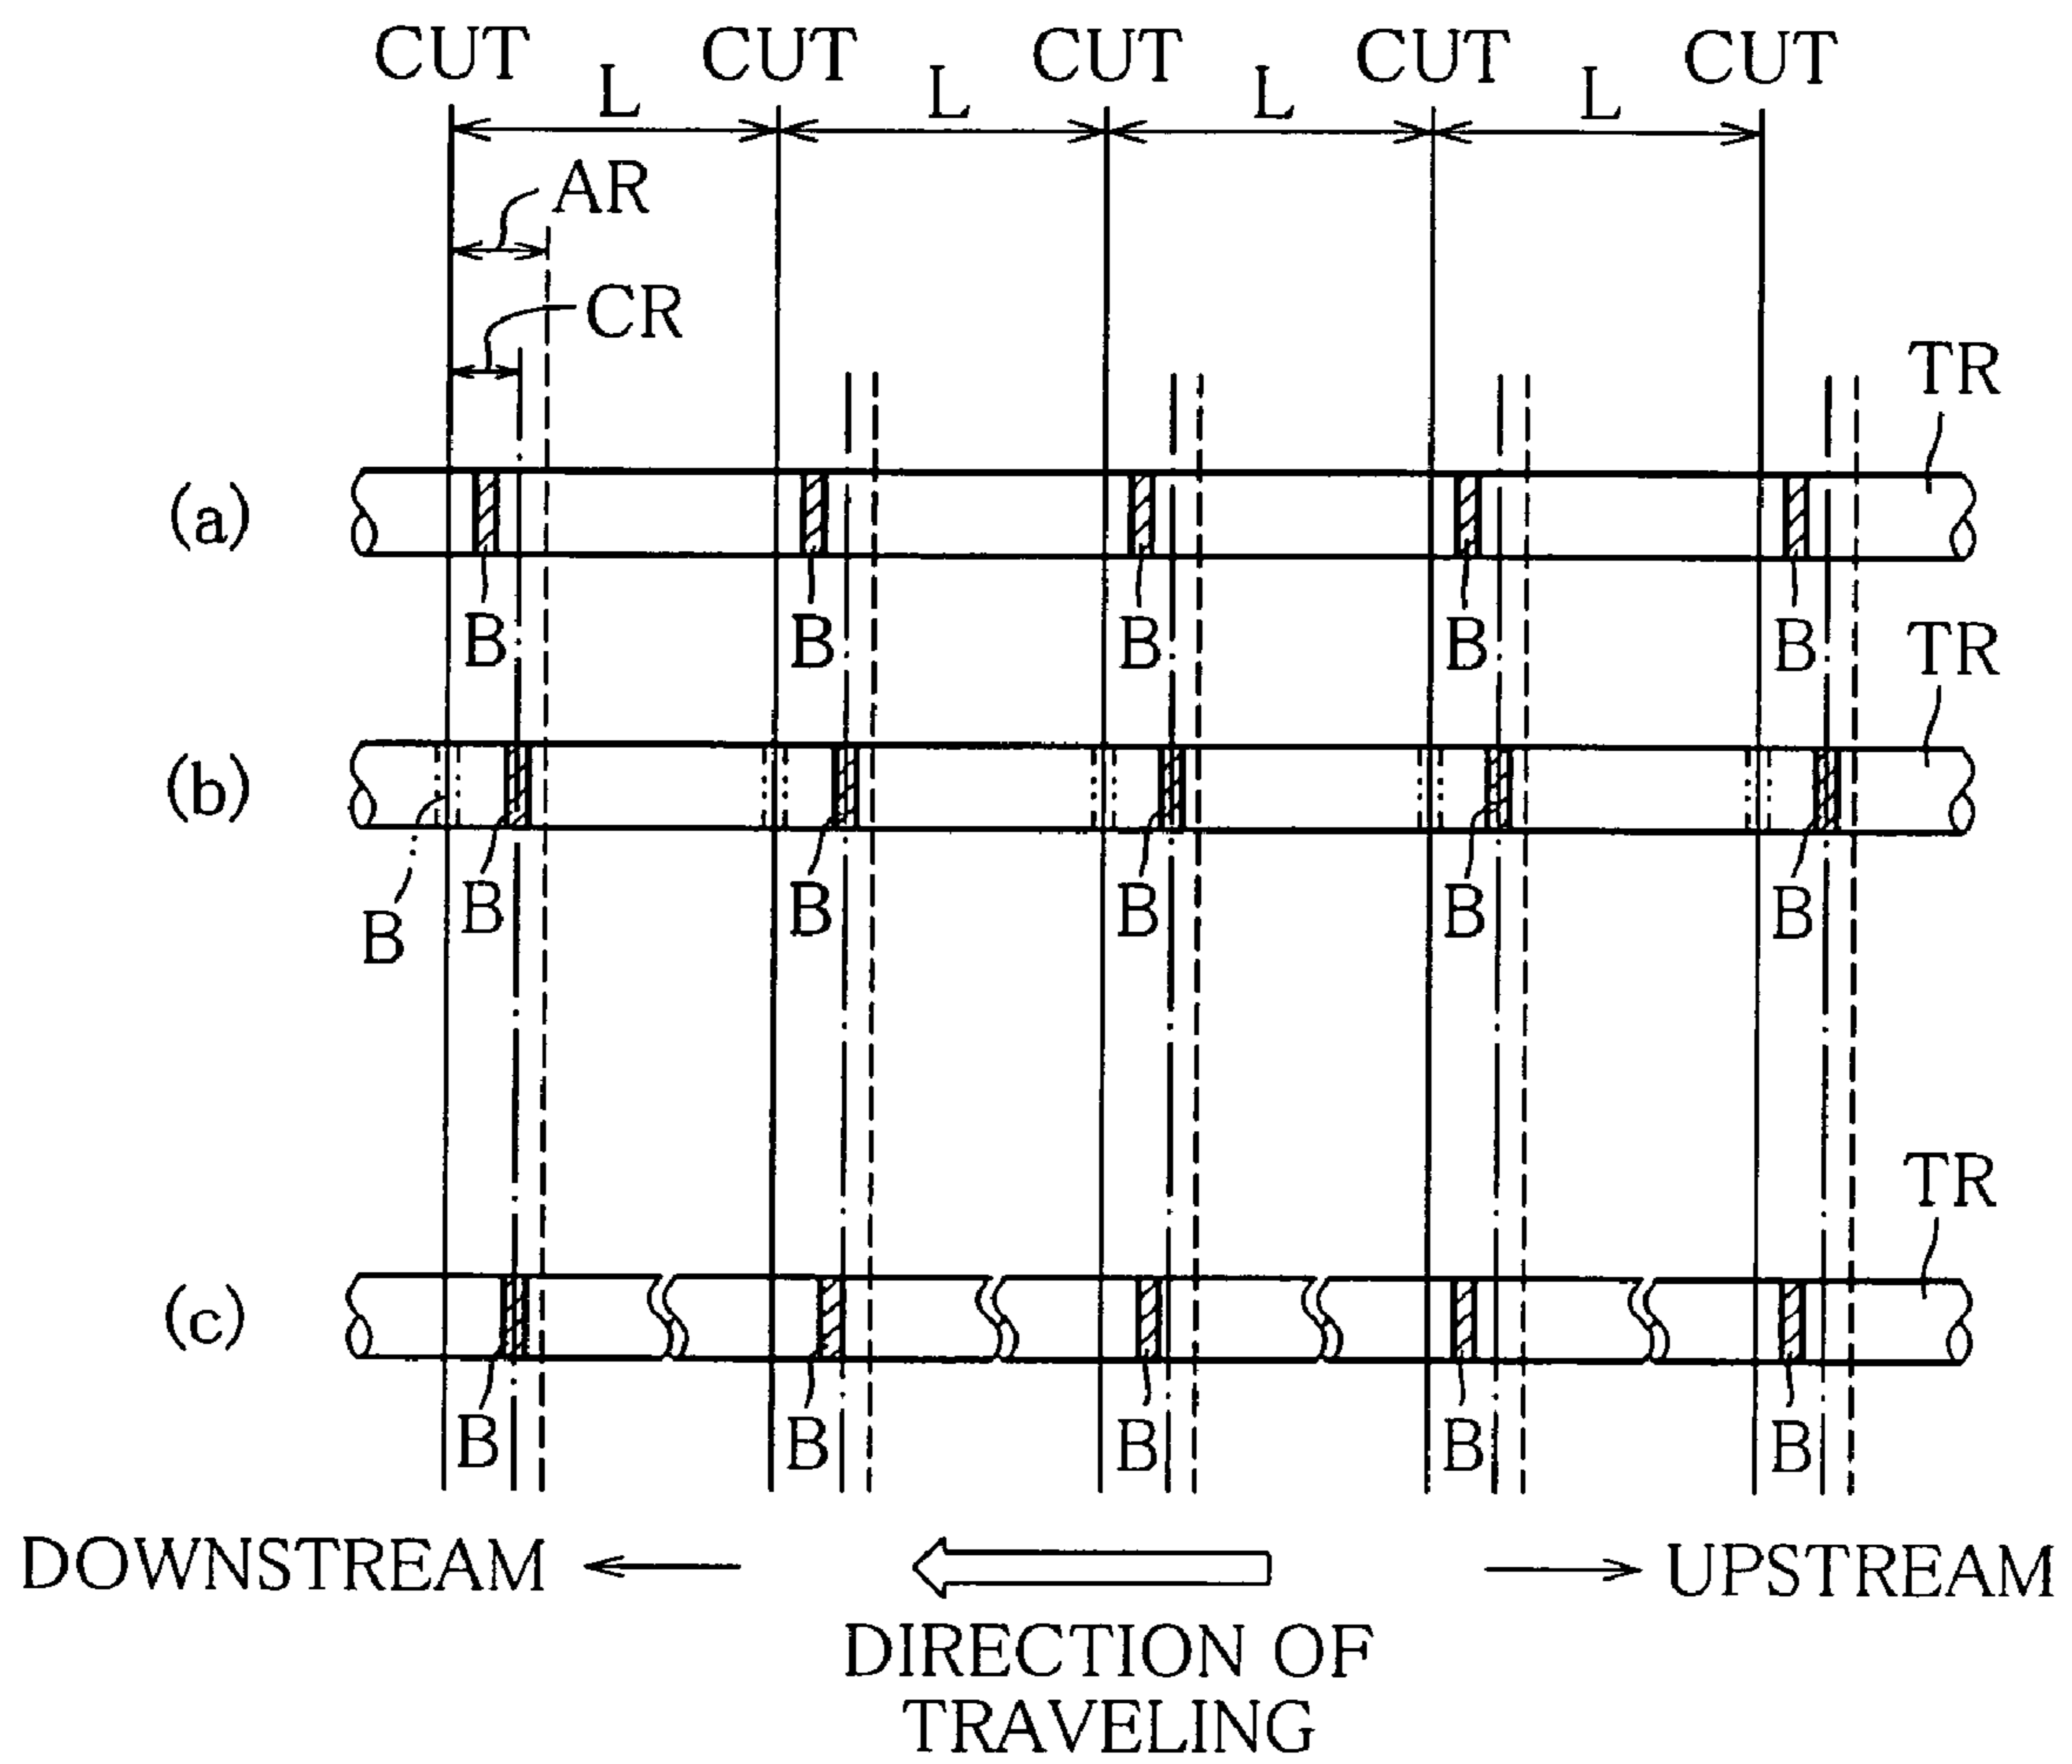 CUT CUT CUT CUT CUT
L L L L
AR
CR
TR
(a)
B B B B B
TR
(b)
B B B B B B
TR
(c)
B B B B B
DOWNSTREAM UPSTREAM
DIRECTION OF
TRAVELING